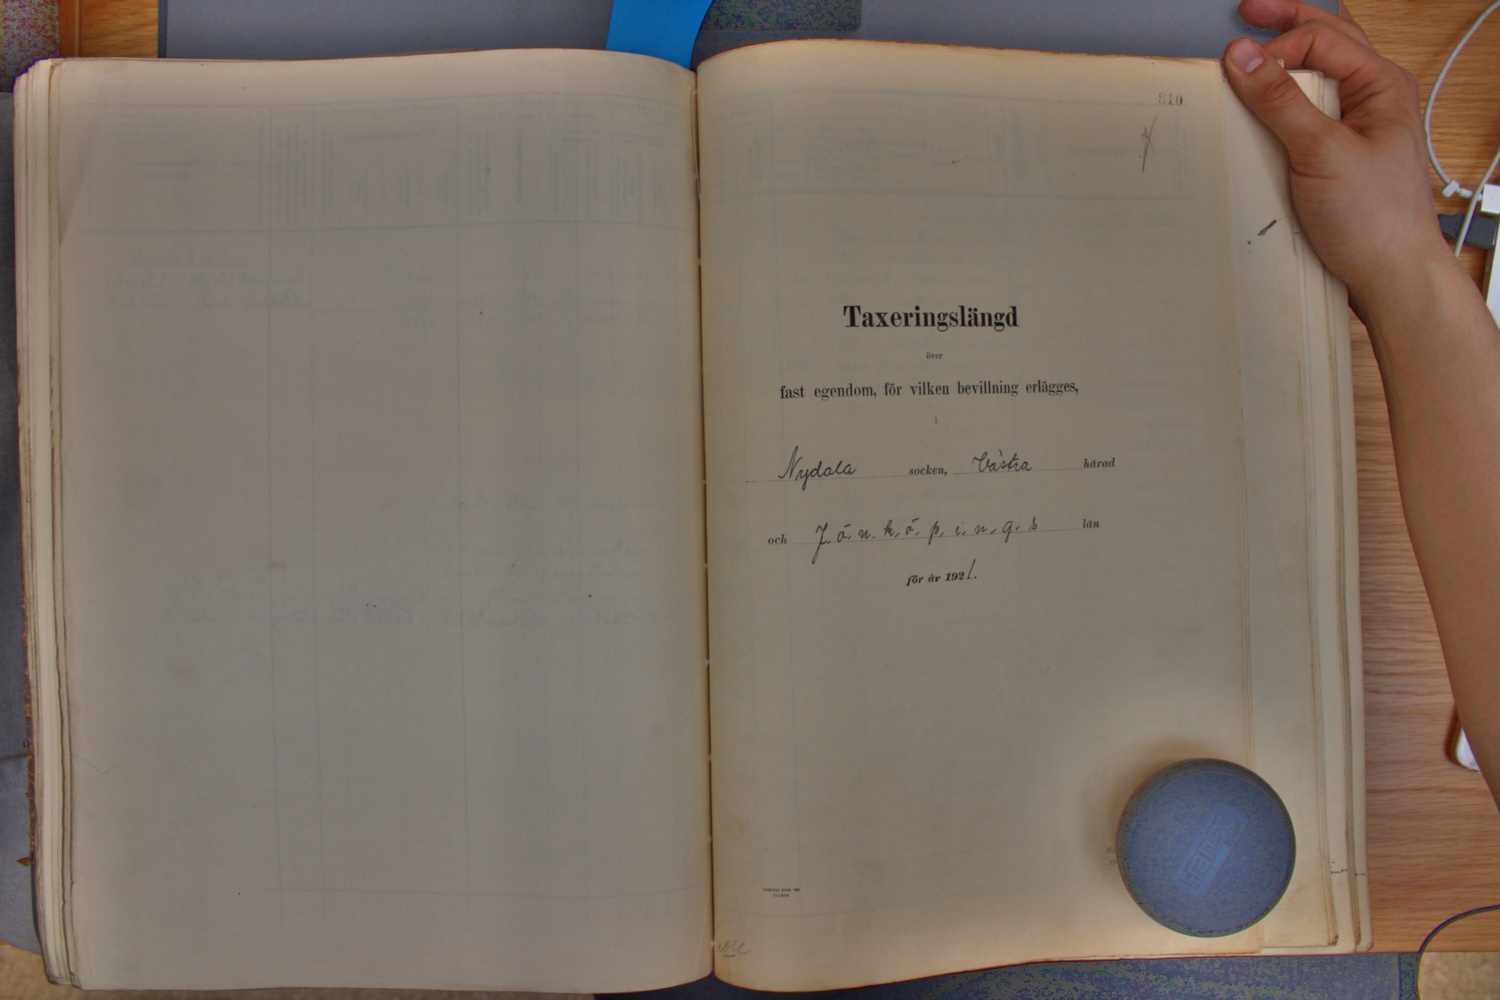 810
Taxeringslängd
över
fast egendom, för vilken bevillning erlägges,
i
Nydala socken, Västra härad
och Jönköpings län
för år 1921.